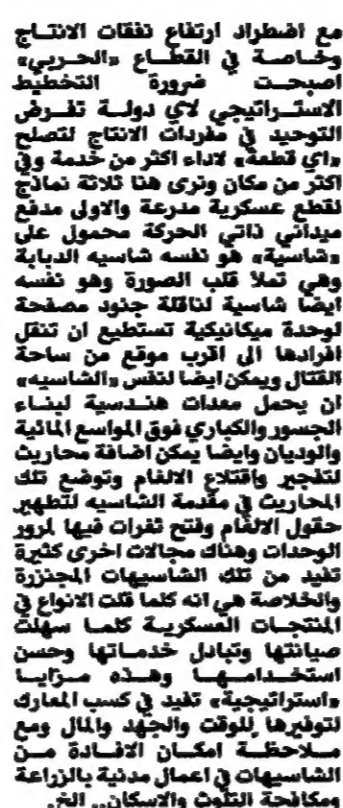 مع اضطراد ارتفاع نفقات الانتاج
وخاصة في القطاع «الحربي»
اصبحت ضرورة التخطيط
الاستراتيجي لاي دولة تفرض
التوحيد في مفردات الانتاج لتصلح
«اي قطعة» لاداء اكثر من خدمة وفي
اكثر من مكان ونرى هنا ثلاثة نماذج
لقطع عسكرية مدرعة والاولى مدفع
ميداني ذاتي الحركة محمول على
«شاسية» هو نفسه شاسيه الدبابة
وهي تملا قلب الصورة وهو نفسه
ايضا شاسية لناقلة جنود مصفحة
لوحدة ميكانيكية تستطيع ان تنقل
افرادها الى اقرب موقع من ساحة
القتال ويمكن ايضا لنفس «الشاسيه»
ان يحمل معدات هندسية لبناء
الجسور والكباري فوق المواسع المائية
والوديان وايضا يمكن اضافة محاريث
لتفجير واقتلاع الالغام وتوضع تلك
المحاريث في مقدمة الشاسيه لتطهير
حقول الالغام وفتح ثغرات فيها لمرور
الوحدات وهناك مجالات اخرى كثيرة
تفيد من تلك الشاسيهات المجنزرة
والخلاصة هي انه كلما قلت الانواع في
المنتجات العسكرية كلما سهلت
صيانتها وتبادل خدماتها وحسن
استخدامها وهذه مزايا
«استراتيجية» تفيد في كسب المعارك
لتوفيرها للوقت والجهد والمال ومع
ملاحظة امكان الافادة من
الشاسيهات في اعمال مدنية بالزراعة
ومكافحة التلوث والاسكان.. الخ.